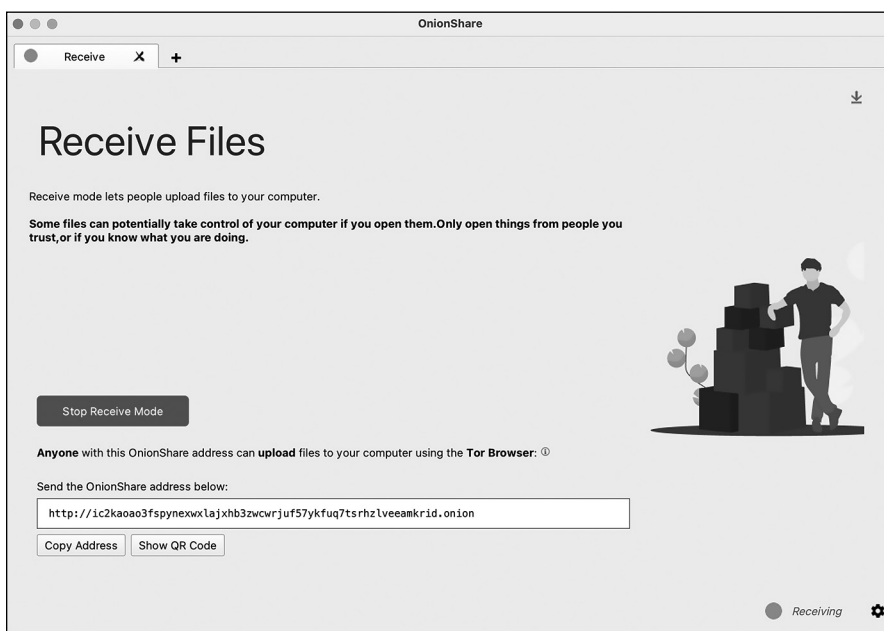 OnionShare
Receive
Receive Files
Receive mode lets people upload files to your computer.
Some files can potentially take control of your computer if you open them.Only open things from people you
trust,or if you know what you are doing.
Stop Receive Mode
Anyone with this OnionShare address can upload files to your computer using the Tor Browser:
Send the OnionShare address below:
http://ic2kaoao3fspynexwxlajxhb3zwcwrjuf57ykfuq7tsrhzlveeamkrid.onion
Copy Address Show QR Code
Receiving